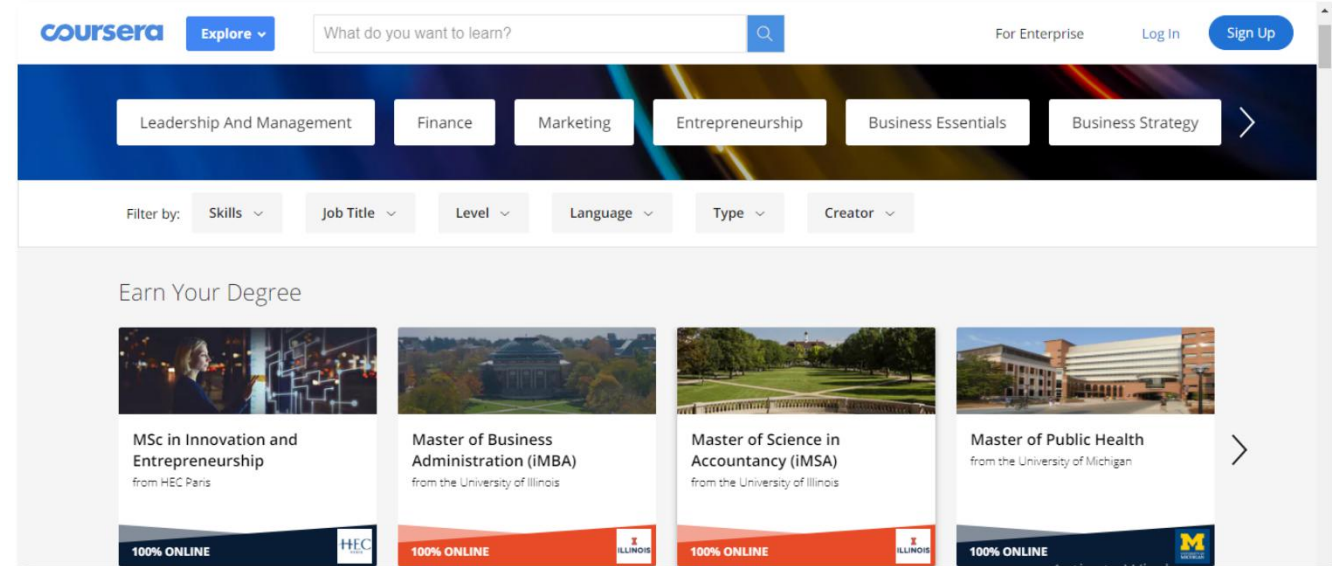 coursera
Explore
What do you want to learn?
For Enterprise
Log In
Sign Up
Leadership And Management
Finance
Marketing
Entrepreneurship
Business Essentials
Business Strategy
Filter by:
Skills
Job Title
Level
Language
Type
Creator
Earn Your Degree
MSc in Innovation and
Entrepreneurship
from HEC Paris
100% ONLINE
HEC
PARIS
Master of Business
Administration (iMBA)
from the University of Illinois
100% ONLINE
I
ILLINOIS
Master of Science in
Accountancy (iMSA)
from the University of Illinois
100% ONLINE
I
ILLINOIS
Master of Public Health
from the University of Michigan
100% ONLINE
M